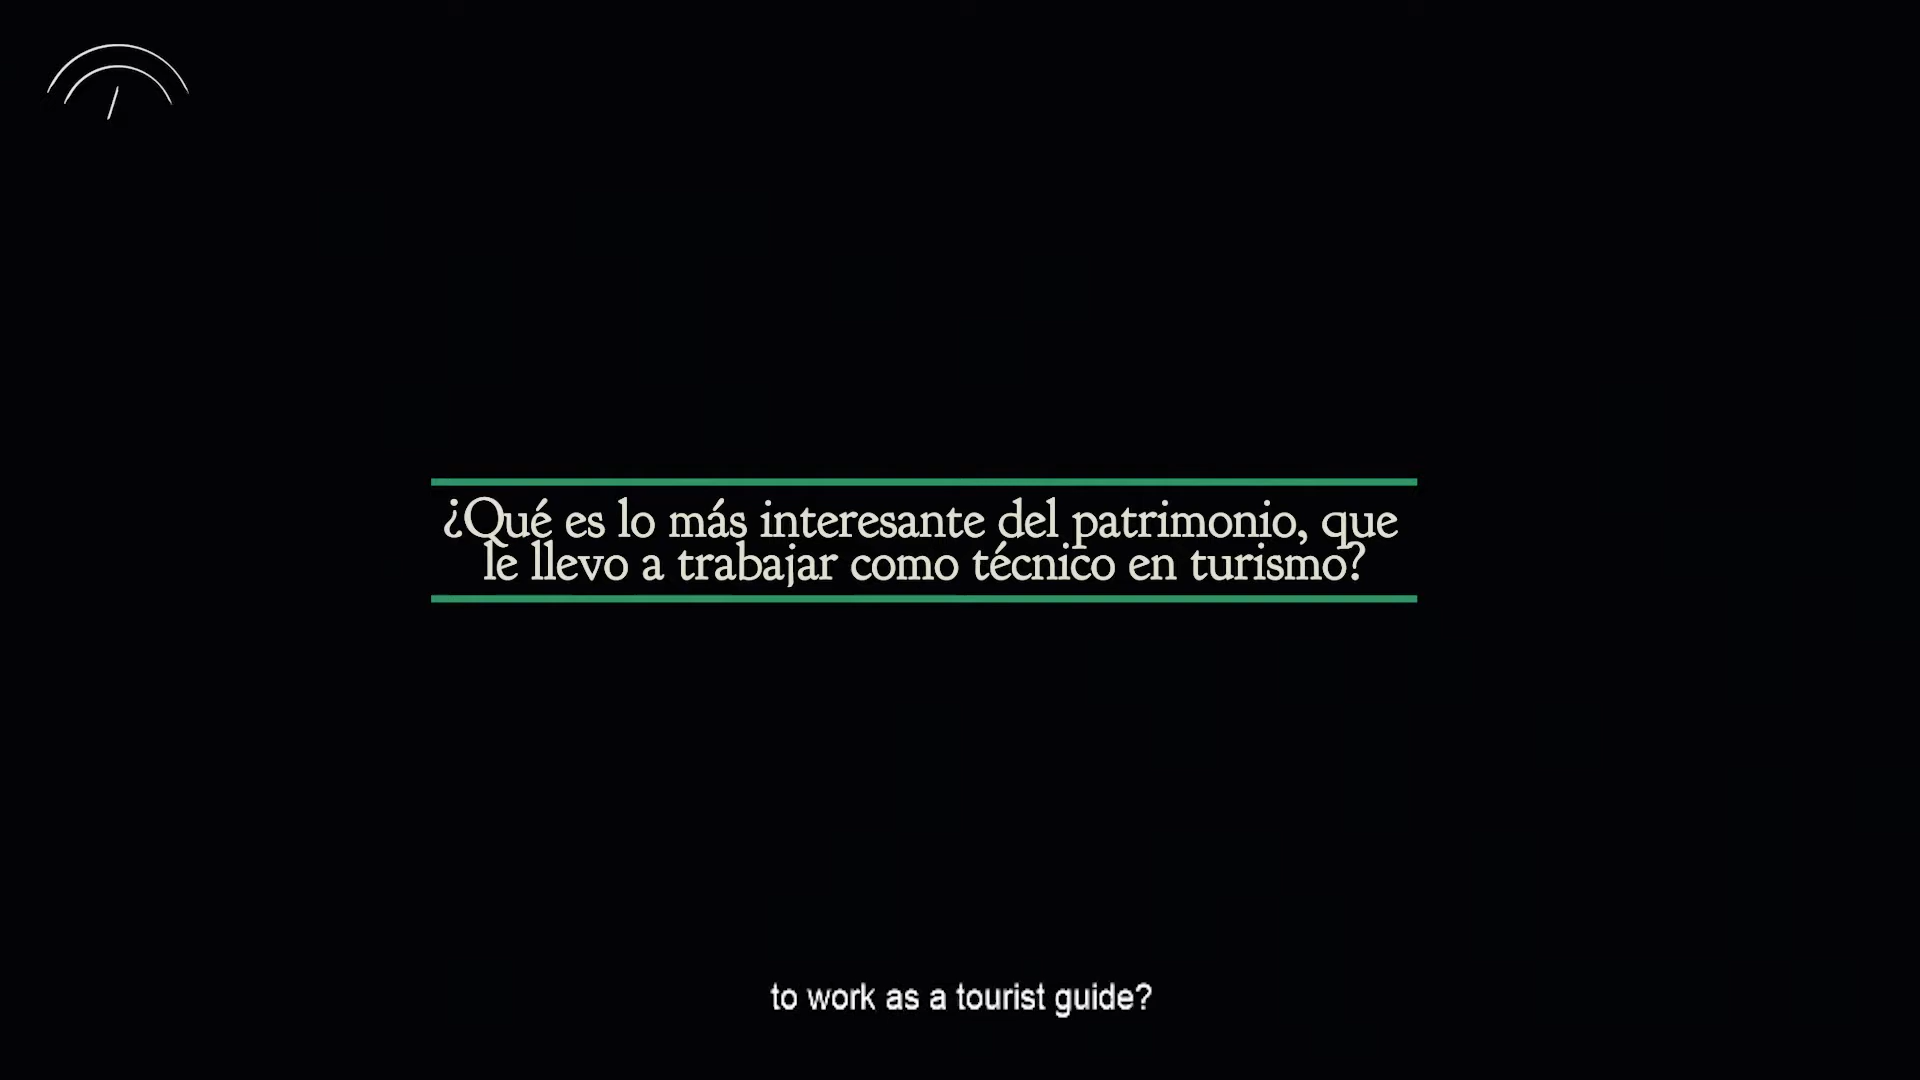 ¿Qué es lo más interesante del patrimonio, que
le llevo a trabajar como técnico en turismo?
to work as a tourist guide?